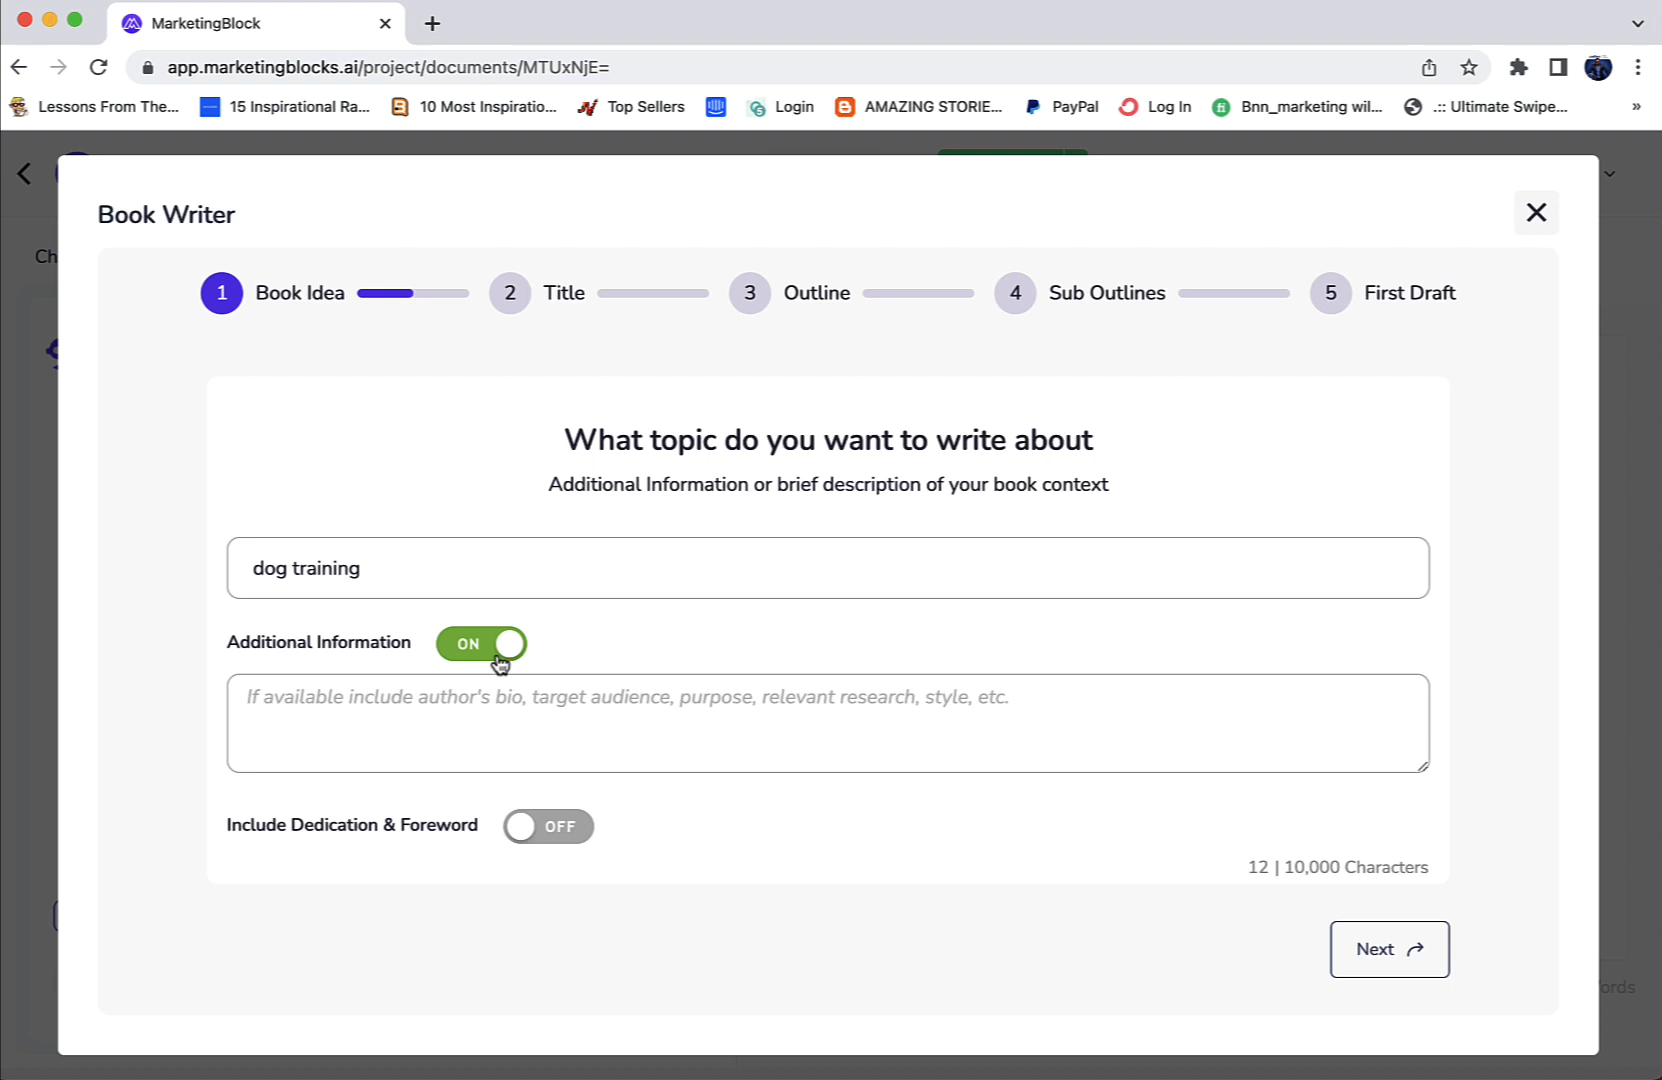 MarketingBlock
app.marketingblocks.ai/project/documents/MTUxNjE=
Lessons From The... 15 Inspirational Ra... 10 Most Inspiratio... Top Sellers Login AMAZING STORIE... PayPal Log In Bnn_marketing wil... .:: Ultimate Swipe... »
Book Writer
Ch
1 Book Idea 2 Title 3 Outline 4 Sub Outlines 5 First Draft
What topic do you want to write about
Additional Information or brief description of your book context
dog training
Additional Information ON
If available include author's bio, target audience, purpose, relevant research, style, etc.
Include Dedication & Foreword OFF
12 | 10,000 Characters
Next
ords